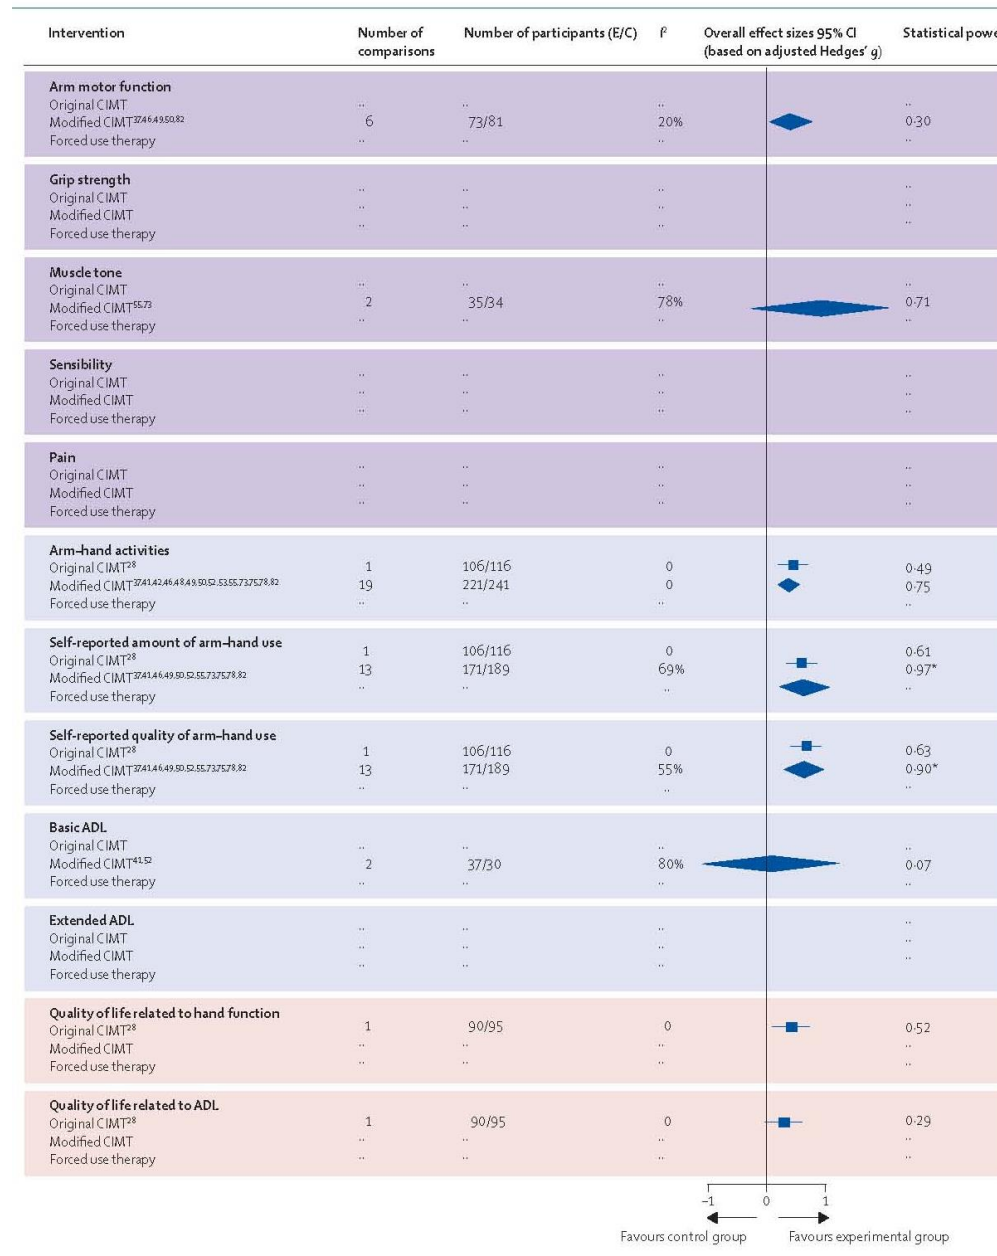 Intervention Number of comparisons Number of participants (E/C) I² Overall effect sizes 95% CI (based on adjusted Hedges' g) Statistical powe
Arm motor function
Original CIMT .. .. .. ..
Modified CIMT37,46,49,50,82 6 73/81 20% 0·30
Forced use therapy .. .. .. ..
Grip strength
Original CIMT .. .. .. ..
Modified CIMT .. .. .. ..
Forced use therapy .. .. .. ..
Muscle tone
Original CIMT .. .. .. ..
Modified CIMT55,73 2 35/34 78% 0·71
Forced use therapy .. .. .. ..
Sensibility
Original CIMT .. .. .. ..
Modified CIMT .. .. .. ..
Forced use therapy .. .. .. ..
Pain
Original CIMT .. .. .. ..
Modified CIMT .. .. .. ..
Forced use therapy .. .. .. ..
Arm–hand activities
Original CIMT28 1 106/116 0 0·49
Modified CIMT37,41,42,46,48,49,50,52,53,55,73,75,78,82 19 221/241 0 0·75
Forced use therapy .. .. .. ..
Self-reported amount of arm–hand use
Original CIMT28 1 106/116 0 0·61
Modified CIMT37,41,46,49,50,52,55,73,75,78,82 13 171/189 69% 0·97*
Forced use therapy .. .. .. ..
Self-reported quality of arm–hand use
Original CIMT28 1 106/116 0 0·63
Modified CIMT37,41,46,49,50,52,55,73,75,78,82 13 171/189 55% 0·90*
Forced use therapy .. .. .. ..
Basic ADL
Original CIMT .. .. .. ..
Modified CIMT41,52 2 37/30 80% 0·07
Forced use therapy .. .. .. ..
Extended ADL
Original CIMT .. .. .. ..
Modified CIMT .. .. .. ..
Forced use therapy .. .. .. ..
Quality of life related to hand function
Original CIMT28 1 90/95 0 0·52
Modified CIMT .. .. .. ..
Forced use therapy .. .. .. ..
Quality of life related to ADL
Original CIMT28 1 90/95 0 0·29
Modified CIMT .. .. .. ..
Forced use therapy .. .. .. ..
–1 0 1
Favours control group Favours experimental group